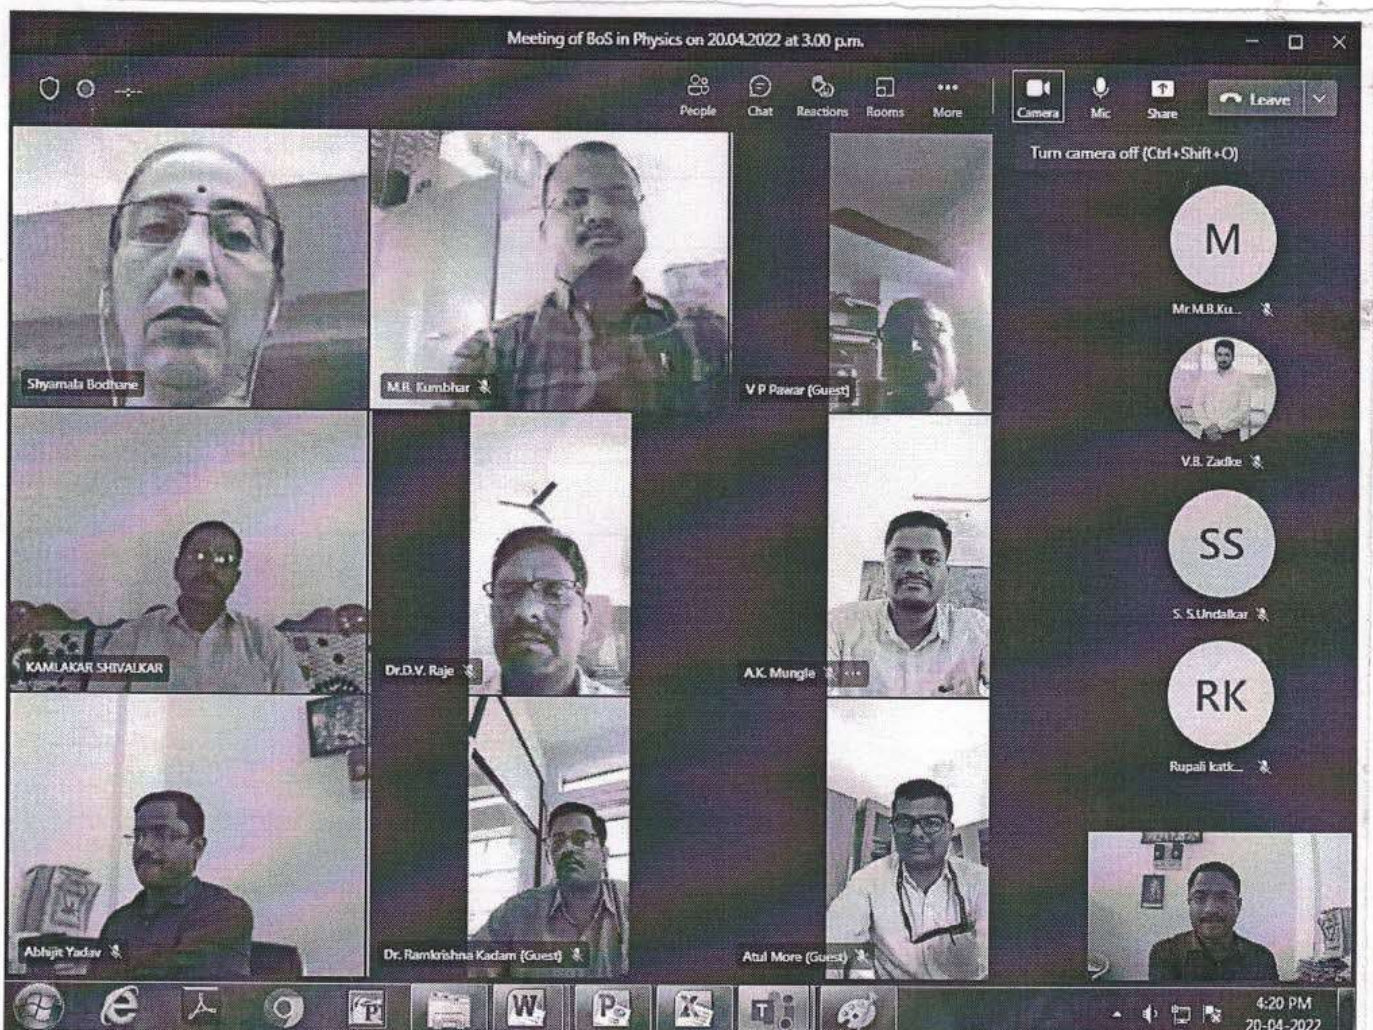 Meeting of BoS in Physics on 20.04.2022 at 3.00 p.m.
People
Chat
Reactions
Rooms
More
Camera
Mic
Share
Leave
Turn camera off (Ctrl+Shift+O)
Shyamala Bodhane
M.B. Kumbhar
V P Pawar (Guest)
M
Mr.M.B.Ku...
V.B. Zadke
KAMLAKAR SHIVALKAR
Dr.D.V. Raje
A.K. Mungle
SS
S. S.Undalkar
RK
Rupali katk...
Abhijit Yadav
Dr. Ramkrishna Kadam (Guest)
Atul More (Guest)
4:20 PM
20-04-2022